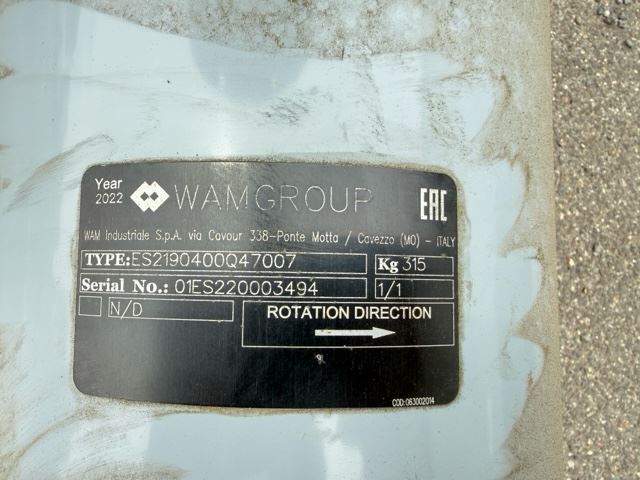 Year
2022 WAMGROUP EAC
WAM Industriale S.p.A. via Cavour 338-Ponte Motta / Cavezzo (MO) - ITALY
TYPE: ES2190400Q47007 Kg 315
Serial No.: 01ES220003494 1/1
N/D ROTATION DIRECTION
COD:063002014